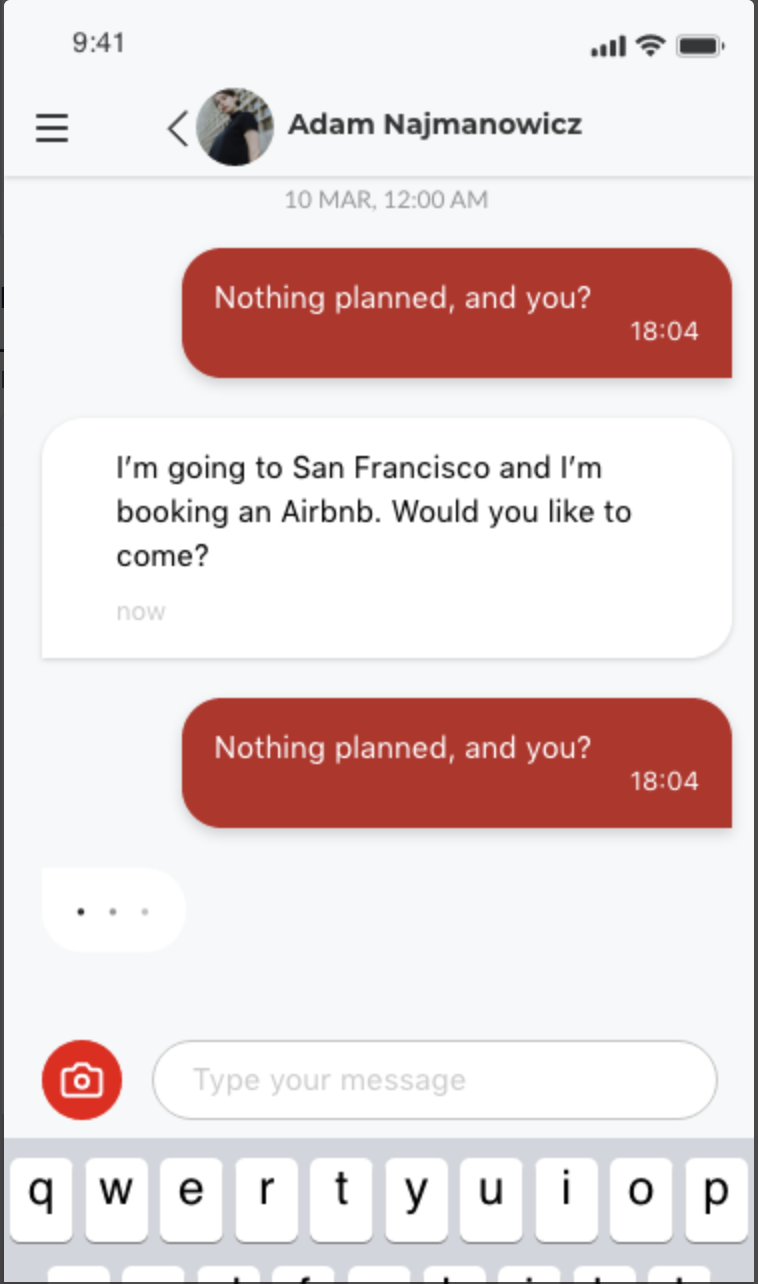 9:41
Adam Najmanowicz
10 MAR, 12:00 AM
Nothing planned, and you?
18:04
I’m going to San Francisco and I’m
booking an Airbnb. Would you like to
come?
now
Nothing planned, and you?
18:04
Type your message
q w e r t y u i o p